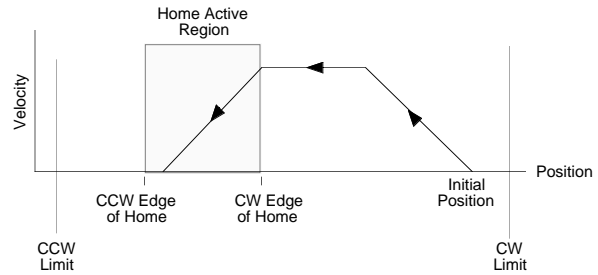 Home Active
Region
Velocity
Position
CCW Edge
of Home
CW Edge
of Home
Initial
Position
CCW
Limit
CW
Limit